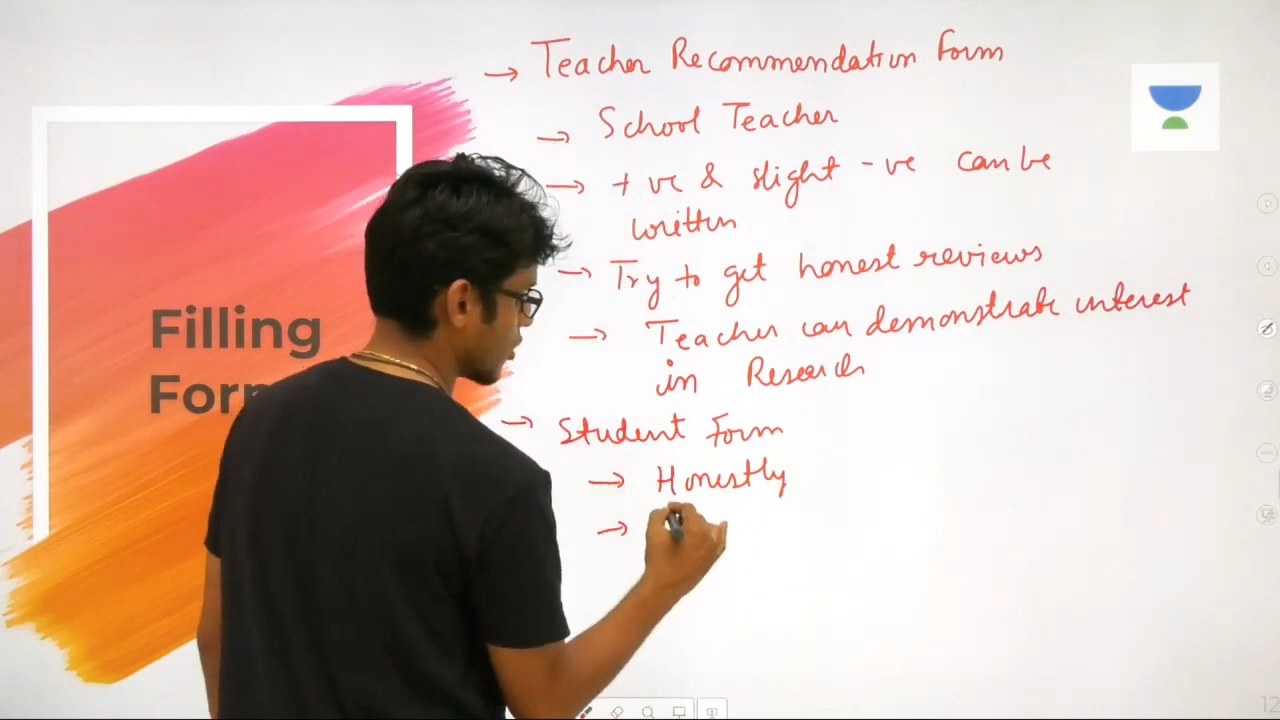 → Teacher Recommendation Form
→ School Teacher
→ +ve & slight -ve can be
written
→ Try to get honest reviews
→ Teacher can demonstrate interest
in Research
Filling
For
→ Student Form
→ Honestly
→
12